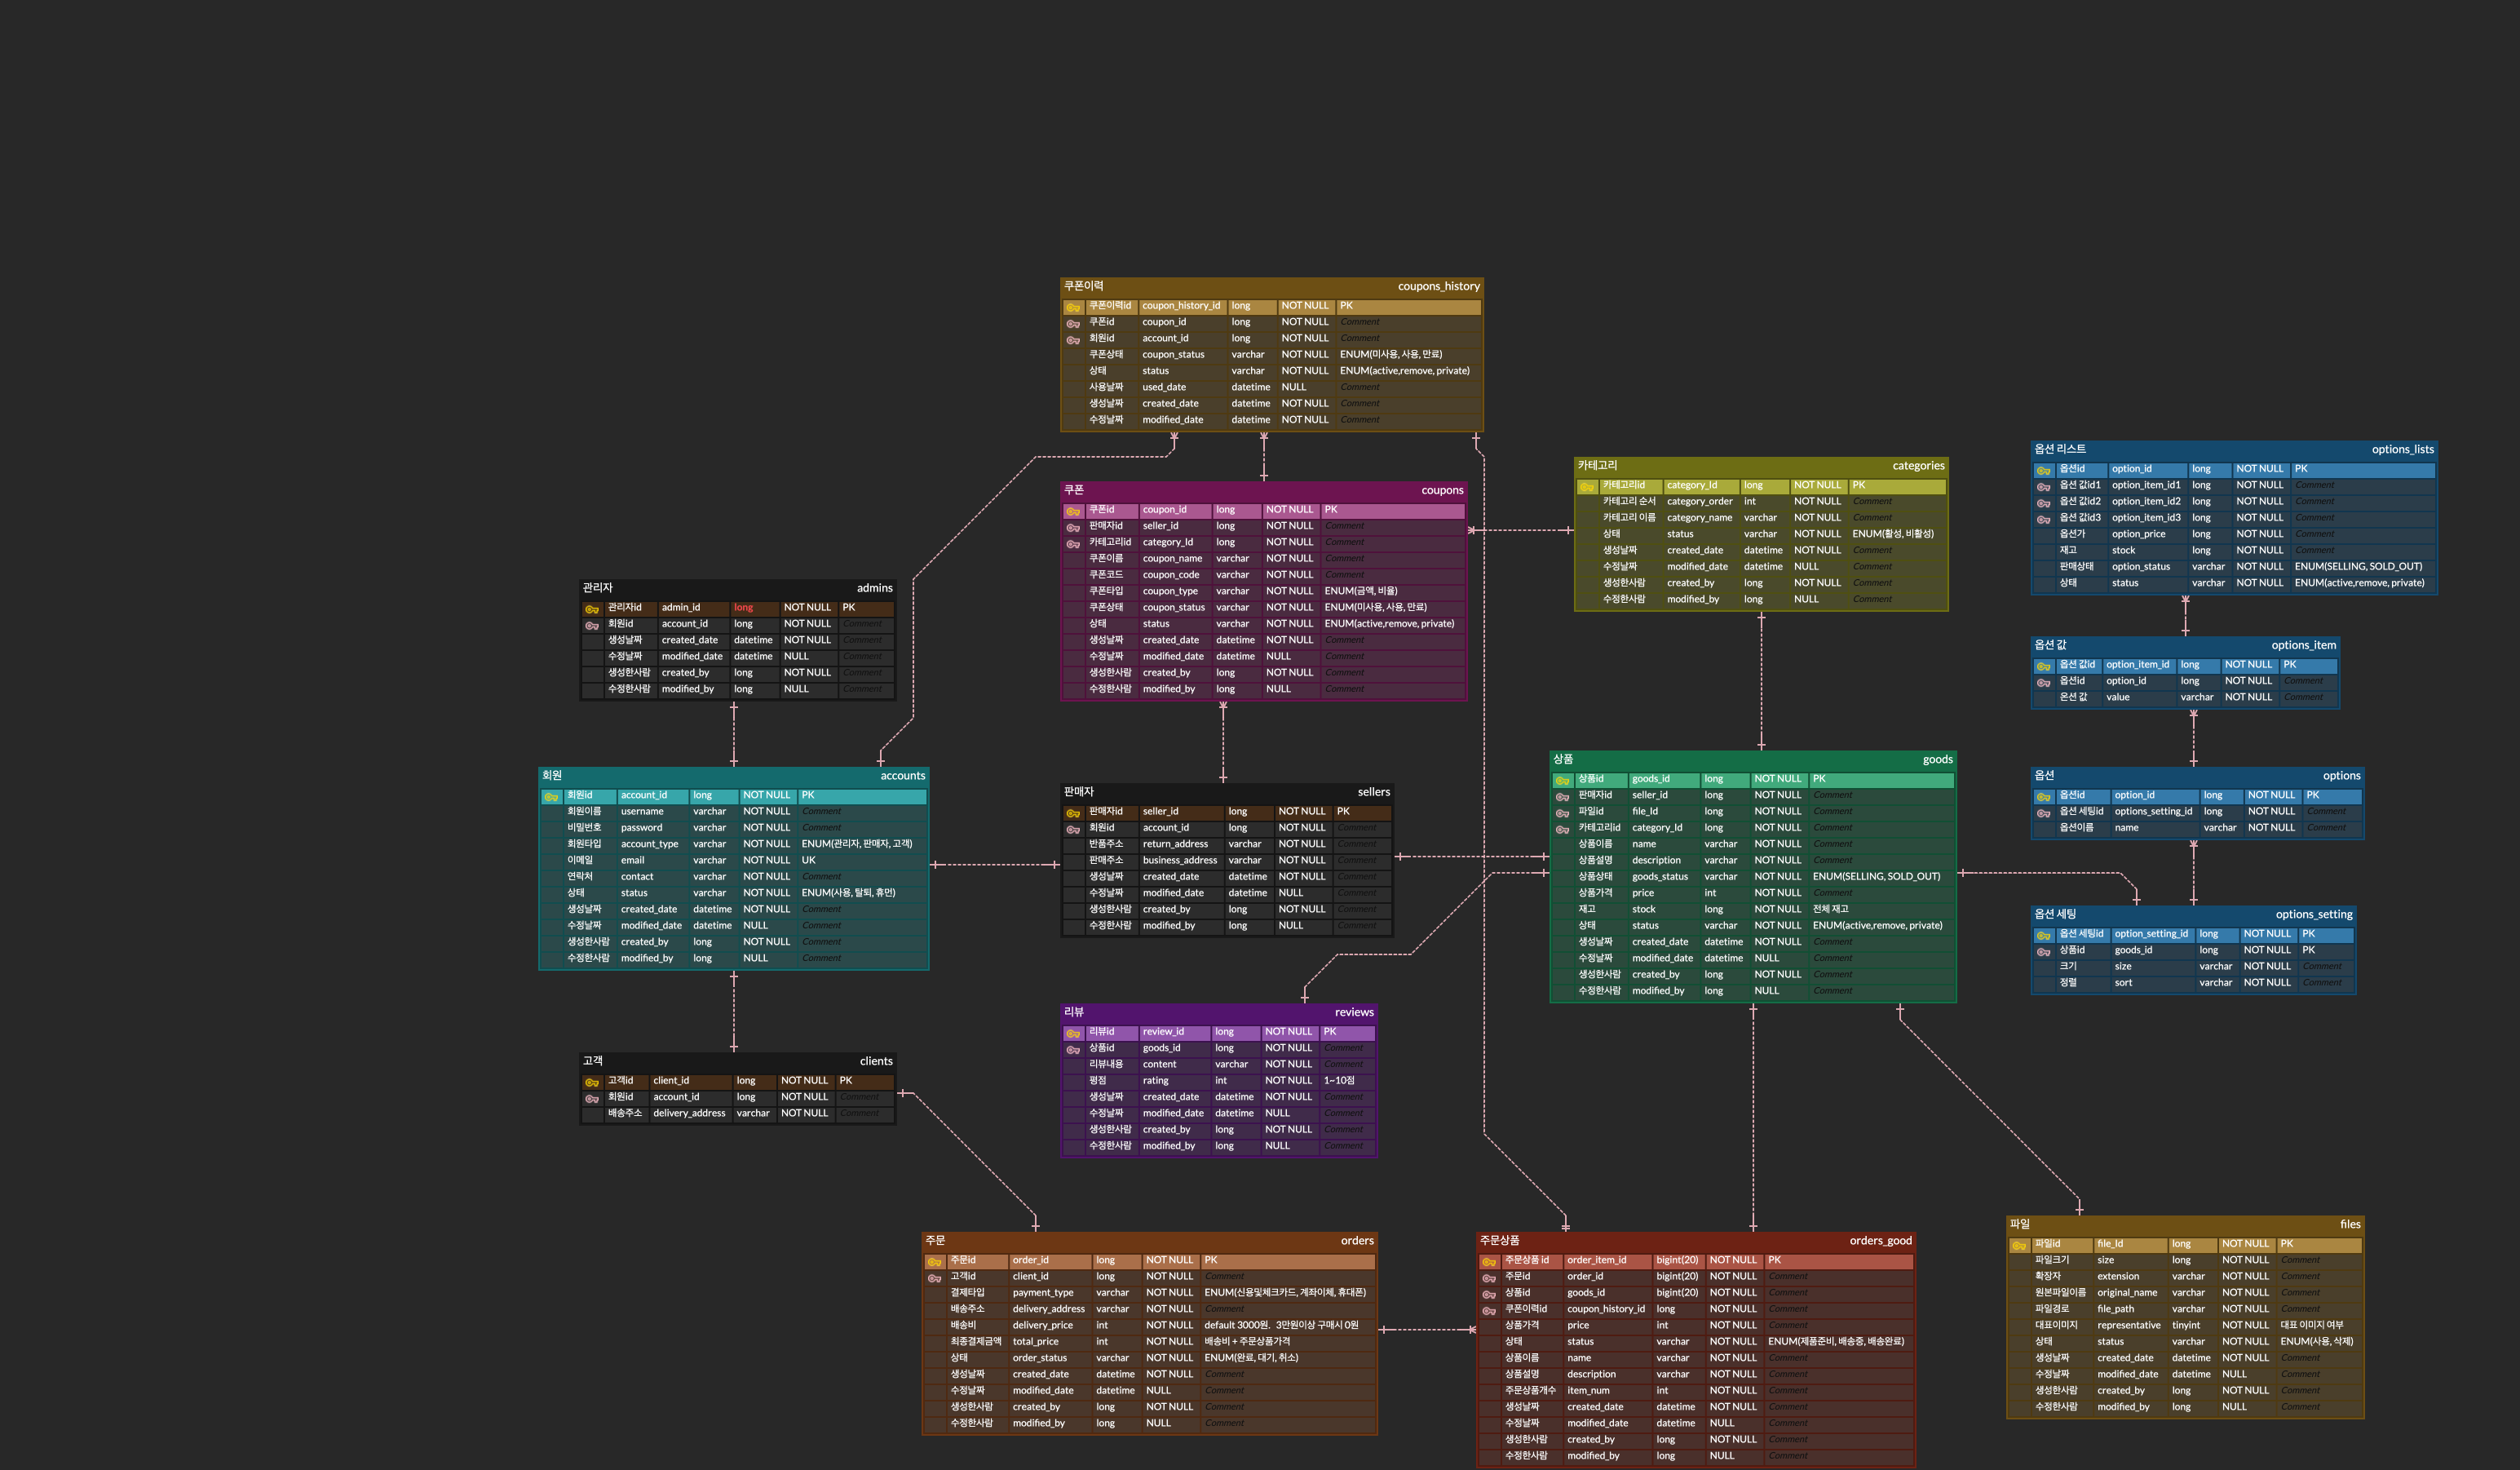 쿠폰이력 coupons_history
쿠폰이력id coupon_history_id long NOT NULL PK
쿠폰id coupon_id long NOT NULL Comment
회원id account_id long NOT NULL Comment
쿠폰상태 coupon_status varchar NOT NULL ENUM(미사용, 사용, 만료)
상태 status varchar NOT NULL ENUM(active,remove, private)
사용날짜 used_date datetime NULL Comment
생성날짜 created_date datetime NOT NULL Comment
수정날짜 modified_date datetime NOT NULL Comment
쿠폰 coupons
쿠폰id coupon_id long NOT NULL PK
판매자id seller_id long NOT NULL Comment
카테고리id category_Id long NOT NULL Comment
쿠폰이름 coupon_name varchar NOT NULL Comment
쿠폰코드 coupon_code varchar NOT NULL Comment
쿠폰타입 coupon_type varchar NOT NULL ENUM(금액, 비율)
쿠폰상태 coupon_status varchar NOT NULL ENUM(미사용, 사용, 만료)
상태 status varchar NOT NULL ENUM(active,remove, private)
생성날짜 created_date datetime NOT NULL Comment
수정날짜 modified_date datetime NULL Comment
생성한사람 created_by long NOT NULL Comment
수정한사람 modified_by long NULL Comment
카테고리 categories
카테고리id category_Id long NOT NULL PK
카테고리 순서 category_order int NOT NULL Comment
카테고리 이름 category_name varchar NOT NULL Comment
상태 status varchar NOT NULL ENUM(활성, 비활성)
생성날짜 created_date datetime NOT NULL Comment
수정날짜 modified_date datetime NULL Comment
생성한사람 created_by long NOT NULL Comment
수정한사람 modified_by long NULL Comment
옵션 리스트 options_lists
옵션id option_id long NOT NULL PK
옵션 값id1 option_item_id1 long NOT NULL Comment
옵션 값id2 option_item_id2 long NOT NULL Comment
옵션 값id3 option_item_id3 long NOT NULL Comment
옵션가 option_price long NOT NULL Comment
재고 stock long NOT NULL Comment
판매상태 option_status varchar NOT NULL ENUM(SELLING, SOLD_OUT)
상태 status varchar NOT NULL ENUM(active,remove, private)
관리자 admins
관리자id admin_id long NOT NULL PK
회원id account_id long NOT NULL Comment
생성날짜 created_date datetime NOT NULL Comment
수정날짜 modified_date datetime NULL Comment
생성한사람 created_by long NOT NULL Comment
수정한사람 modified_by long NULL Comment
옵션 값 options_item
옵션 값id option_item_id long NOT NULL PK
옵션id option_id long NOT NULL Comment
온션 값 value varchar NOT NULL Comment
회원 accounts
회원id account_id long NOT NULL PK
회원이름 username varchar NOT NULL Comment
비밀번호 password varchar NOT NULL Comment
회원타입 account_type varchar NOT NULL ENUM(관리자, 판매자, 고객)
이메일 email varchar NOT NULL UK
연락처 contact varchar NOT NULL Comment
상태 status varchar NOT NULL ENUM(사용, 탈퇴, 휴먼)
생성날짜 created_date datetime NOT NULL Comment
수정날짜 modified_date datetime NULL Comment
생성한사람 created_by long NOT NULL Comment
수정한사람 modified_by long NULL Comment
판매자 sellers
판매자id seller_id long NOT NULL PK
회원id account_id long NOT NULL Comment
반품주소 return_address varchar NOT NULL Comment
판매주소 business_address varchar NOT NULL Comment
생성날짜 created_date datetime NOT NULL Comment
수정날짜 modified_date datetime NULL Comment
생성한사람 created_by long NOT NULL Comment
수정한사람 modified_by long NULL Comment
상품 goods
상품id goods_id long NOT NULL PK
판매자id seller_id long NOT NULL Comment
파일id file_Id long NOT NULL Comment
카테고리id category_Id long NOT NULL Comment
상품이름 name varchar NOT NULL Comment
상품설명 description varchar NOT NULL Comment
상품상태 goods_status varchar NOT NULL ENUM(SELLING, SOLD_OUT)
상품가격 price int NOT NULL Comment
재고 stock long NOT NULL 전체 재고
상태 status varchar NOT NULL ENUM(active,remove, private)
생성날짜 created_date datetime NOT NULL Comment
수정날짜 modified_date datetime NULL Comment
생성한사람 created_by long NOT NULL Comment
수정한사람 modified_by long NULL Comment
옵션 options
옵션id option_id long NOT NULL PK
옵션 세팅id options_setting_id long NOT NULL Comment
옵션이름 name varchar NOT NULL Comment
옵션 세팅 options_setting
옵션 세팅id option_setting_id long NOT NULL PK
상품id goods_id long NOT NULL PK
크기 size varchar NOT NULL Comment
정렬 sort varchar NOT NULL Comment
리뷰 reviews
리뷰id review_id long NOT NULL PK
상품id goods_id long NOT NULL Comment
리뷰내용 content varchar NOT NULL Comment
평점 rating int NOT NULL 1~10점
생성날짜 created_date datetime NOT NULL Comment
수정날짜 modified_date datetime NULL Comment
생성한사람 created_by long NOT NULL Comment
수정한사람 modified_by long NULL Comment
고객 clients
고객id client_id long NOT NULL PK
회원id account_id long NOT NULL Comment
배송주소 delivery_address varchar NOT NULL Comment
주문 orders
주문id order_id long NOT NULL PK
고객id client_id long NOT NULL Comment
결제타입 payment_type varchar NOT NULL ENUM(신용및체크카드, 계좌이체, 휴대폰)
배송주소 delivery_address varchar NOT NULL Comment
배송비 delivery_price int NOT NULL default 3000원. 3만원이상 구매시 0원
최종결제금액 total_price int NOT NULL 배송비 + 주문상품가격
상태 order_status varchar NOT NULL ENUM(완료, 대기, 취소)
생성날짜 created_date datetime NOT NULL Comment
수정날짜 modified_date datetime NULL Comment
생성한사람 created_by long NOT NULL Comment
수정한사람 modified_by long NULL Comment
주문상품 orders_good
주문상품 id order_item_id bigint(20) NOT NULL PK
주문id order_id bigint(20) NOT NULL Comment
상품id goods_id bigint(20) NOT NULL Comment
쿠폰이력id coupon_history_id long NOT NULL Comment
상품가격 price int NOT NULL Comment
상태 status varchar NOT NULL ENUM(제품준비, 배송중, 배송완료)
상품이름 name varchar NOT NULL Comment
상품설명 description varchar NOT NULL Comment
주문상품개수 item_num int NOT NULL Comment
생성날짜 created_date datetime NOT NULL Comment
수정날짜 modified_date datetime NULL Comment
생성한사람 created_by long NOT NULL Comment
수정한사람 modified_by long NULL Comment
파일 files
파일id file_Id long NOT NULL PK
파일크기 size long NOT NULL Comment
확장자 extension varchar NOT NULL Comment
원본파일이름 original_name varchar NOT NULL Comment
파일경로 file_path varchar NOT NULL Comment
대표이미지 representative tinyint NOT NULL 대표 이미지 여부
상태 status varchar NOT NULL ENUM(사용, 삭제)
생성날짜 created_date datetime NOT NULL Comment
수정날짜 modified_date datetime NULL Comment
생성한사람 created_by long NOT NULL Comment
수정한사람 modified_by long NULL Comment